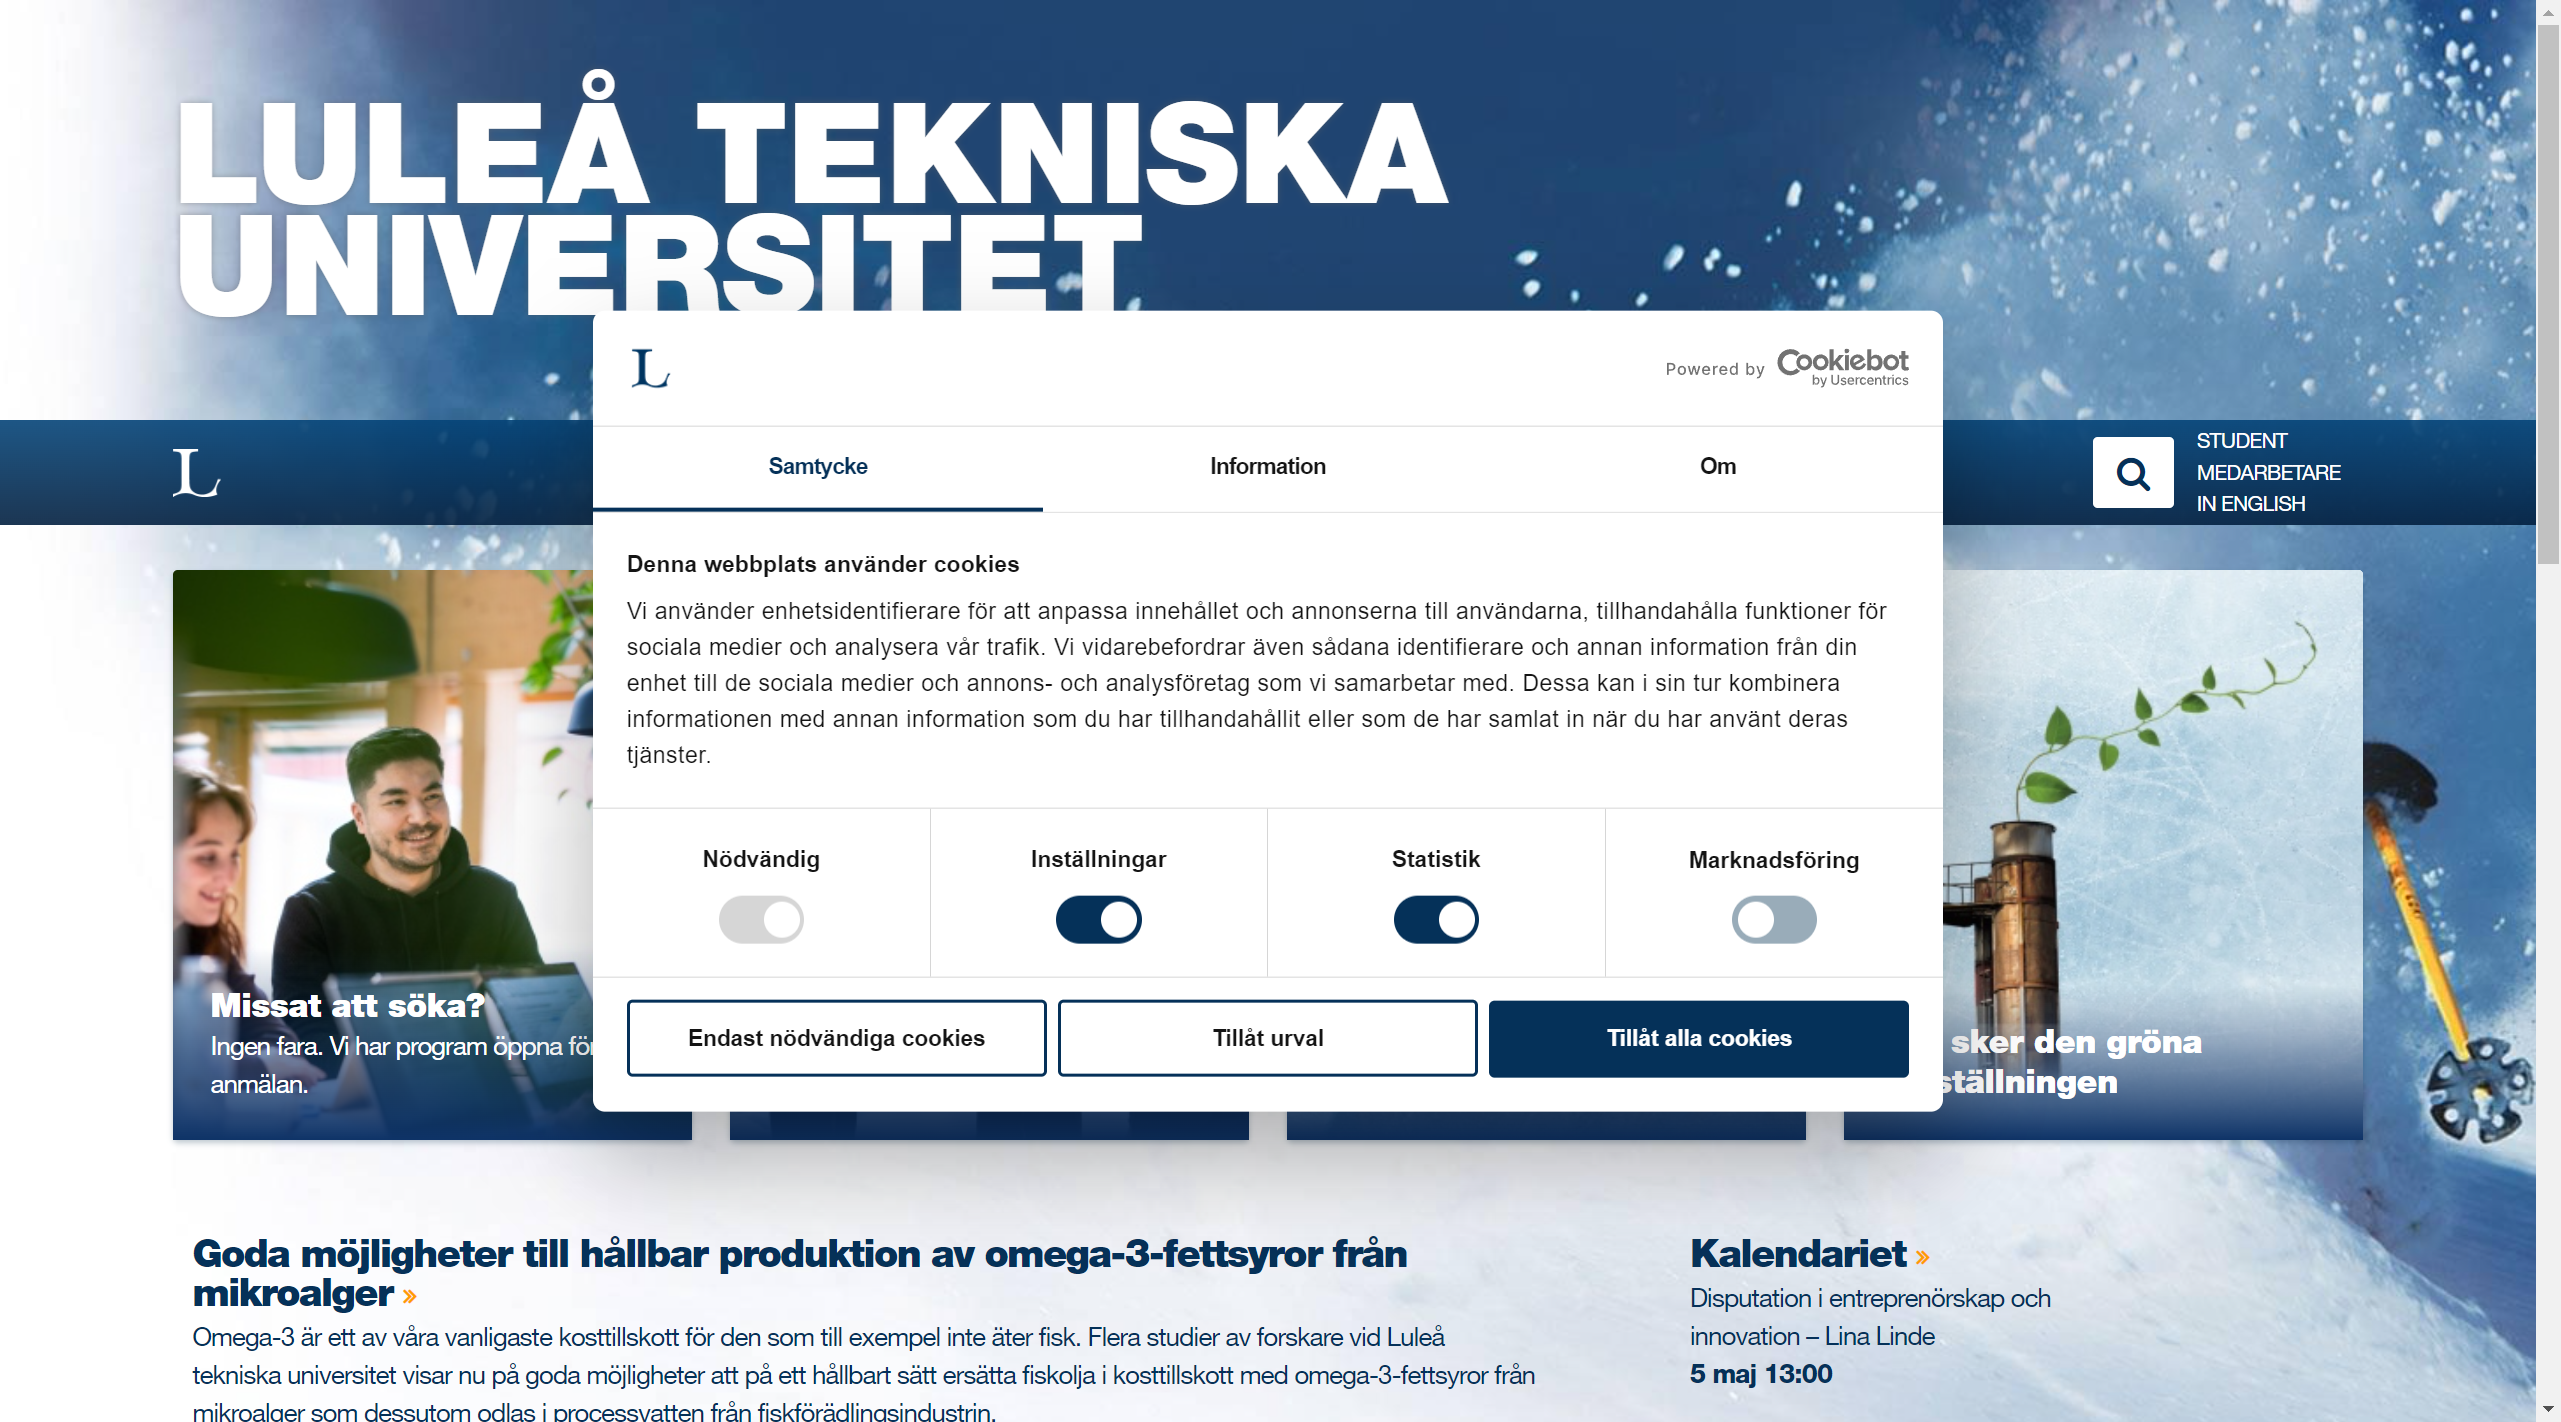 LULEÅ TEKNISKA
UNIVERSITET
L
Powered by Cookiebot
by Usercentrics
L
STUDENT
MEDARBETARE
IN ENGLISH
Samtycke
Information
Om
Denna webbplats använder cookies
Vi använder enhetsidentifierare för att anpassa innehållet och annonserna till användarna, tillhandahålla funktioner för
sociala medier och analysera vår trafik. Vi vidarebefordrar även sådana identifierare och annan information från din
enhet till de sociala medier och annons- och analysföretag som vi samarbetar med. Dessa kan i sin tur kombinera
informationen med annan information som du har tillhandahållit eller som de har samlat in när du har använt deras
tjänster.
Nödvändig
Inställningar
Statistik
Marknadsföring
Endast nödvändiga cookies
Tillåt urval
Tillåt alla cookies
Missat att söka?
Ingen fara. Vi har program öppna för
anmälan.
sker den gröna
ställningen
Goda möjligheter till hållbar produktion av omega-3-fettsyror från
mikroalger »
Omega-3 är ett av våra vanligaste kosttillskott för den som till exempel inte äter fisk. Flera studier av forskare vid Luleå
tekniska universitet visar nu på goda möjligheter att på ett hållbart sätt ersätta fiskolja i kosttillskott med omega-3-fettsyror från
mikroalger som dessutom odlas i processvatten från fiskförädlingsindustrin.
Kalendariet »
Disputation i entreprenörskap och
innovation – Lina Linde
5 maj 13:00